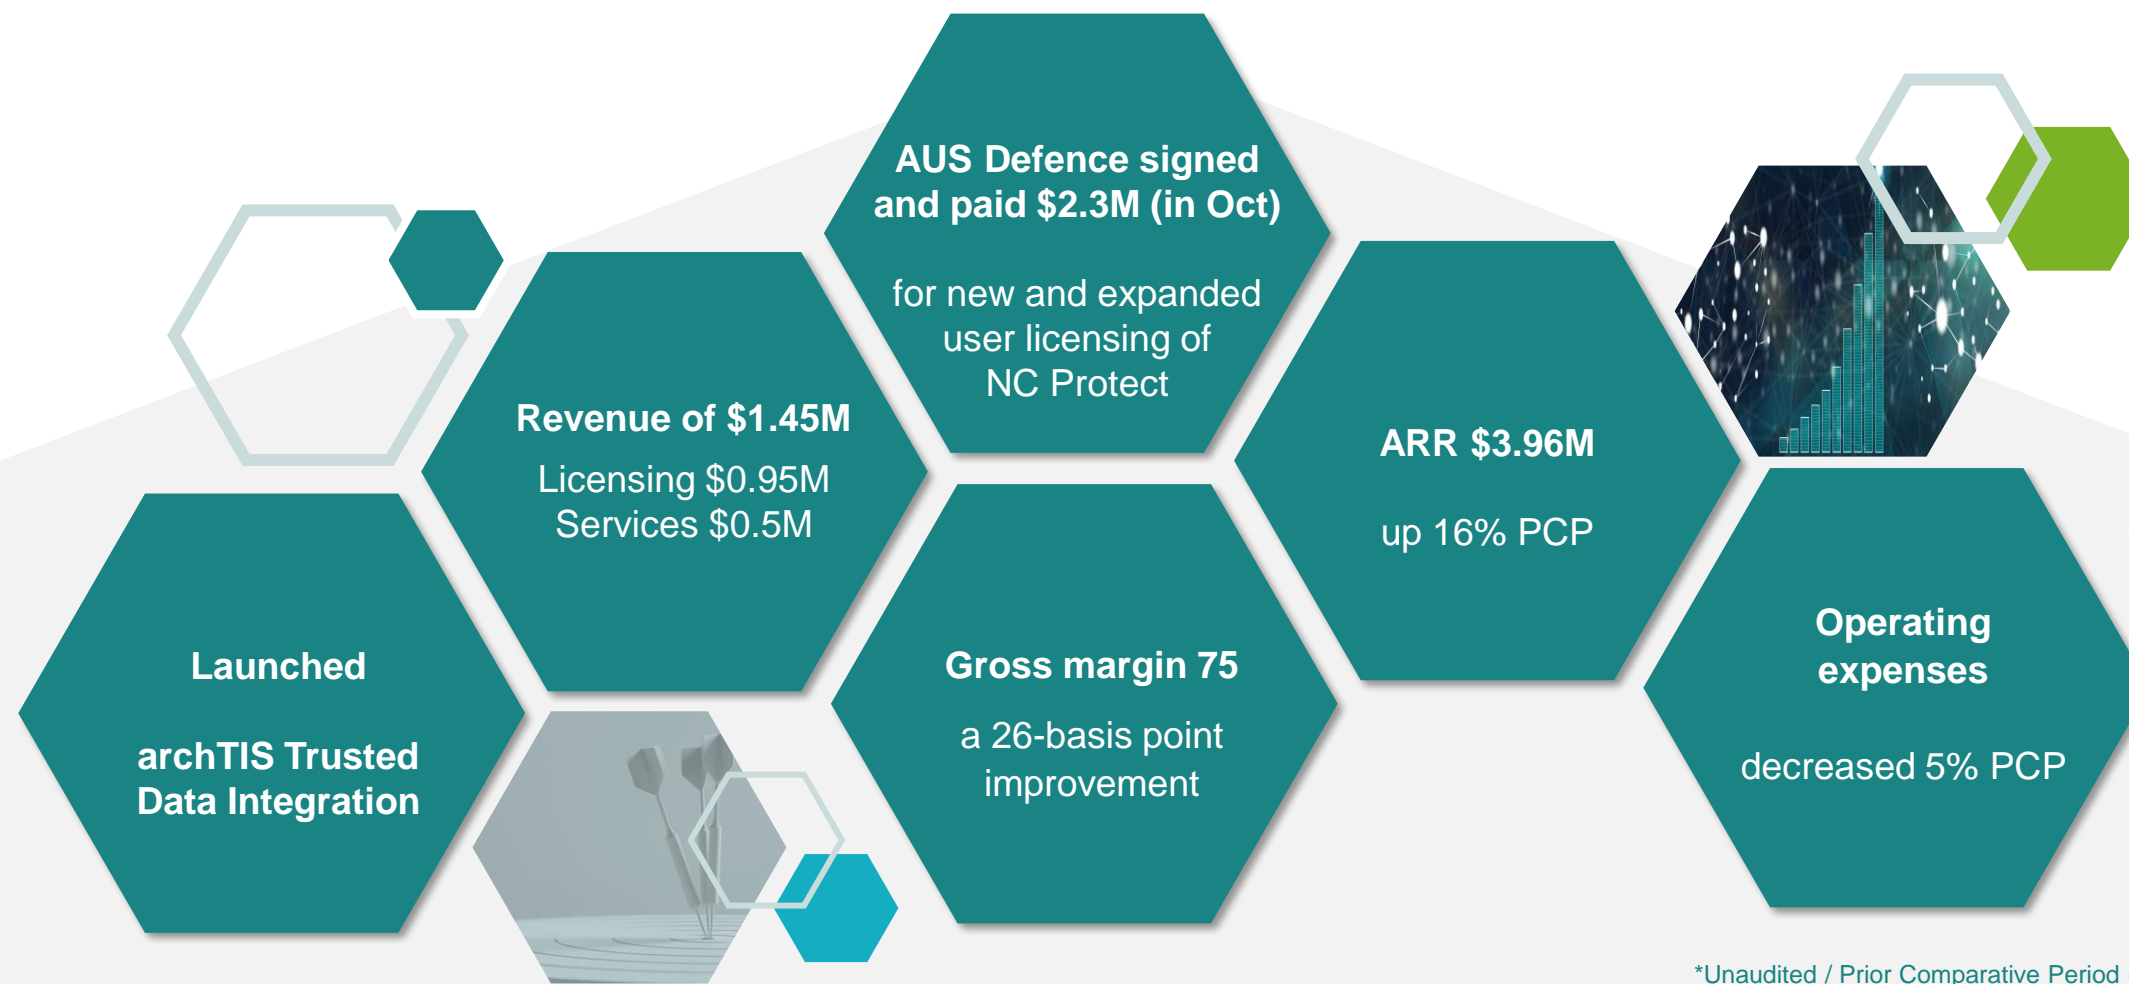 Launched
archTIS Trusted
Data Integration
Revenue of $1.45M
Licensing $0.95M
Services $0.5M
AUS Defence signed
and paid $2.3M (in Oct)
for new and expanded
user licensing of
NC Protect
Gross margin 75
a 26-basis point
improvement
ARR $3.96M
up 16% PCP
Operating
expenses
decreased 5% PCP
*Unaudited / Prior Comparative Period